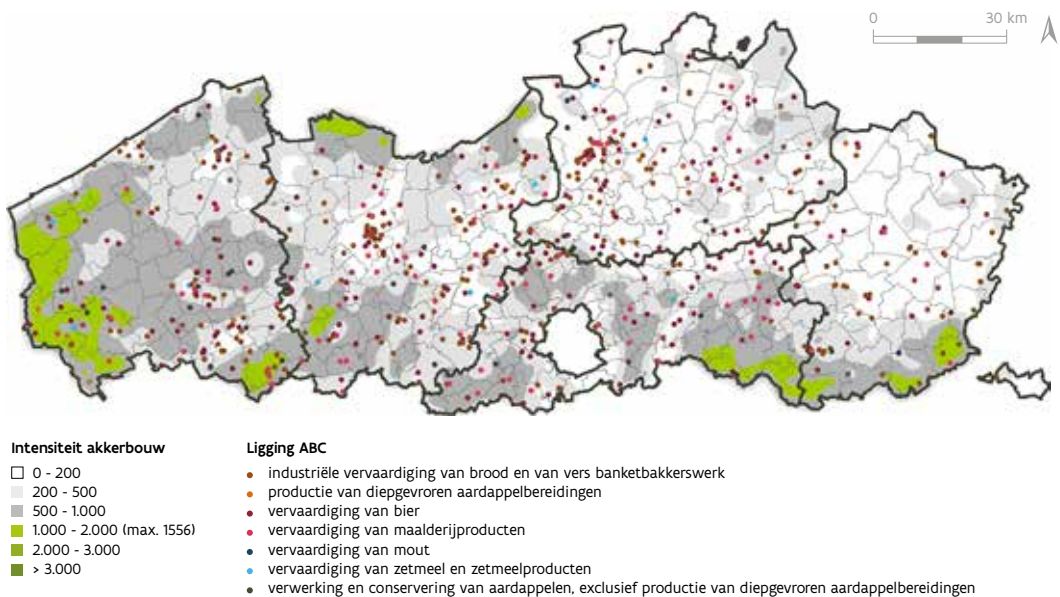 0 30 km
Intensiteit akkerbouw
0 - 200
200 - 500
500 - 1.000
1.000 - 2.000 (max. 1556)
2.000 - 3.000
> 3.000
Ligging ABC
industriële vervaardiging van brood en van vers banketbakkerswerk
productie van diepgevroren aardappelbereidingen
vervaardiging van bier
vervaardiging van maalderijproducten
vervaardiging van mout
vervaardiging van zetmeel en zetmeelproducten
verwerking en conservering van aardappelen, exclusief productie van diepgevroren aardappelbereidingen